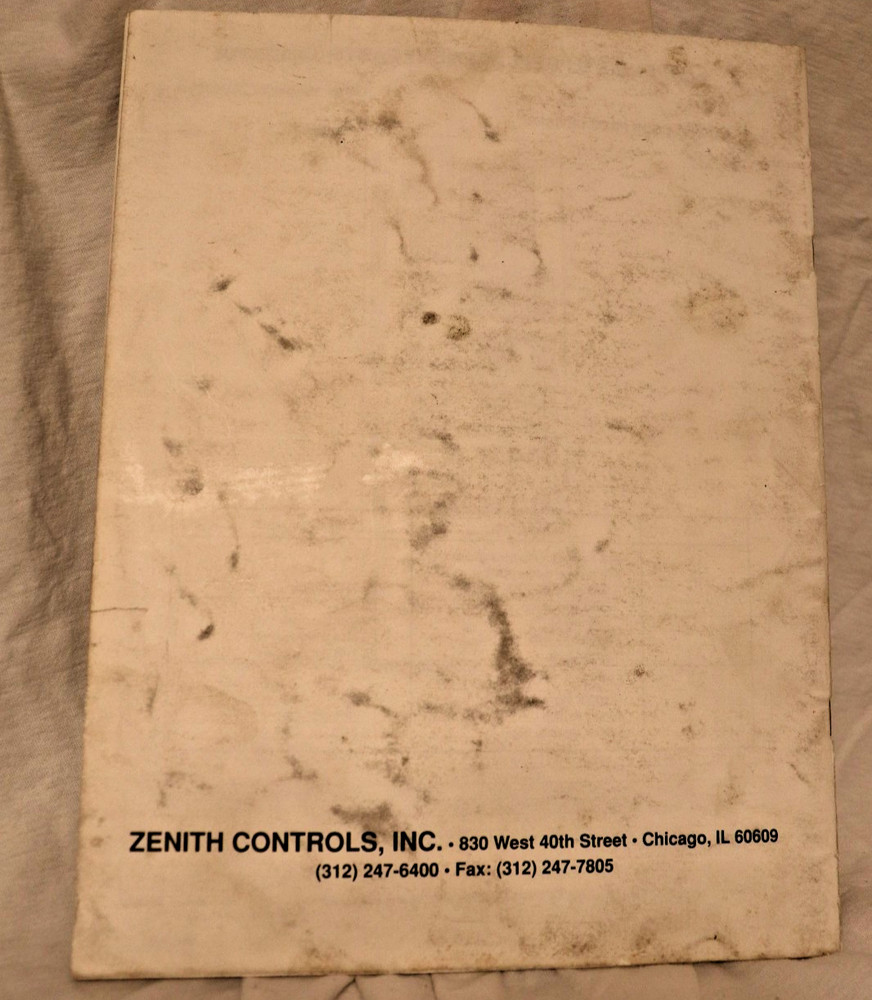 ZENITH CONTROLS, INC. • 830 West 40th Street • Chicago, IL 60609
(312) 247-6400 • Fax: (312) 247-7805